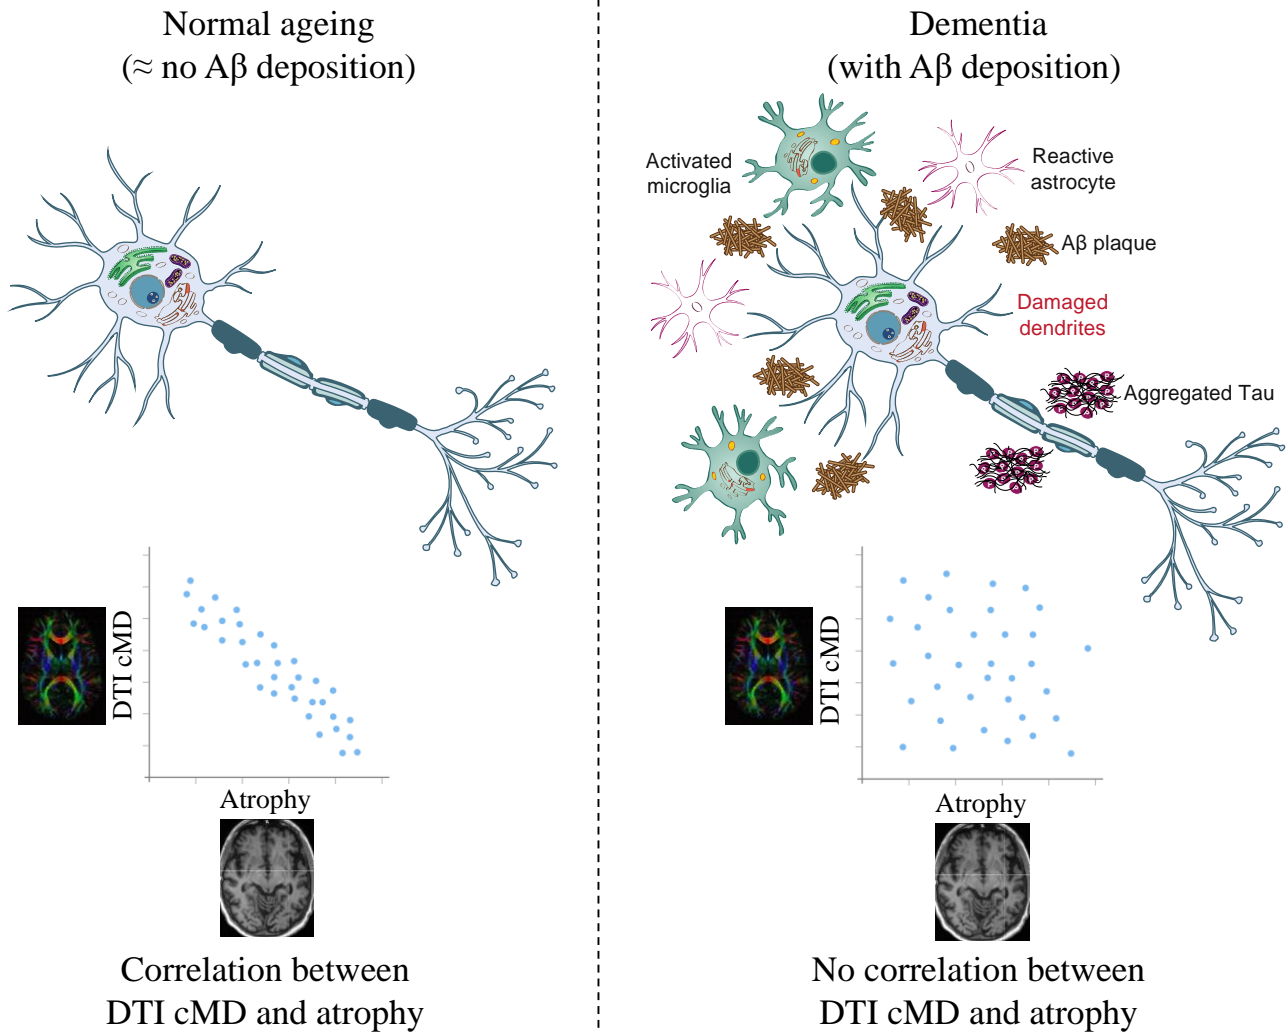 Normal ageing
(≈ no Aβ deposition)
DTI cMD
Atrophy
Correlation between
DTI cMD and atrophy
Dementia
(with Aβ deposition)
Activated
microglia
Reactive
astrocyte
Aβ plaque
Damaged
dendrites
Aggregated Tau
DTI cMD
Atrophy
No correlation between
DTI cMD and atrophy